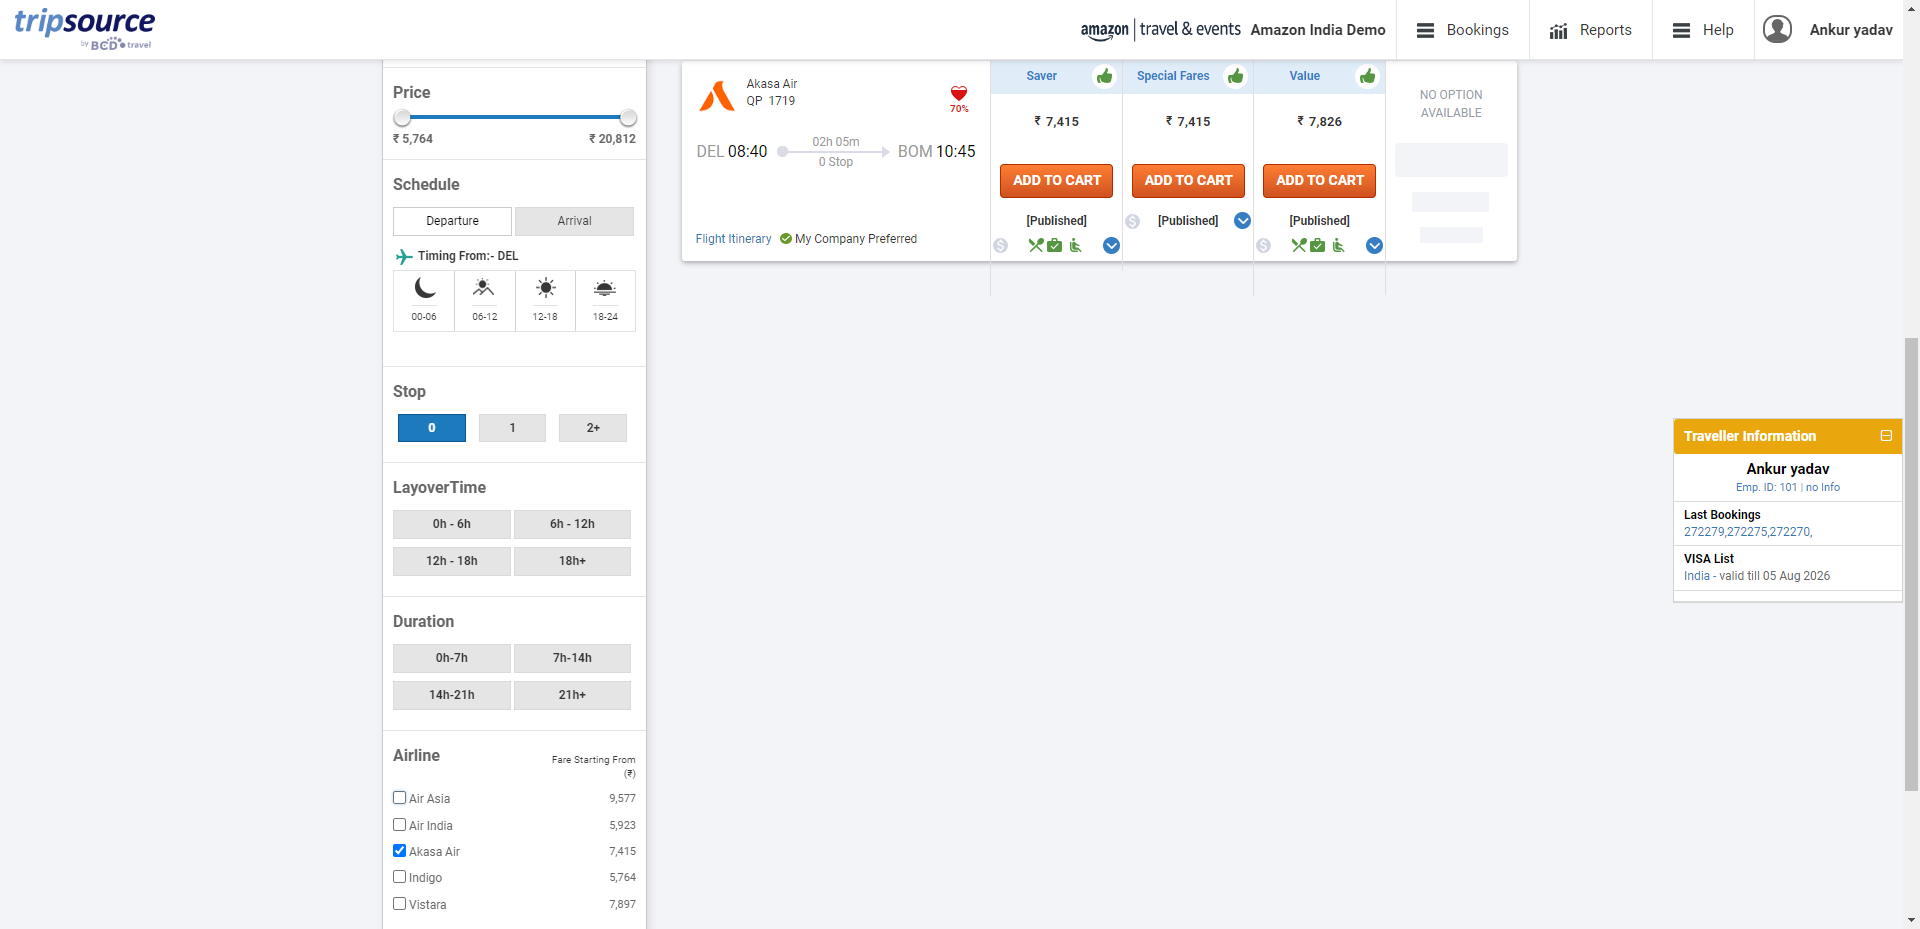 tripsource
by BCD travel
amazon | travel & events
Amazon India Demo
Bookings
Reports
Help
Ankur yadav
Price
₹ 5,764
₹ 20,812
Schedule
Departure
Arrival
Timing From:- DEL
00-06
06-12
12-18
18-24
Stop
0
1
2+
LayoverTime
0h - 6h
6h - 12h
12h - 18h
18h+
Duration
0h-7h
7h-14h
14h-21h
21h+
Airline
Fare Starting From
(₹)
Air Asia 9,577
Air India 5,923
Akasa Air 7,415
Indigo 5,764
Vistara 7,897
Akasa Air
QP 1719
70%
DEL 08:40
02h 05m
0 Stop
BOM 10:45
Flight Itinerary
My Company Preferred
Saver
₹ 7,415
ADD TO CART
[Published]
$
Special Fares
₹ 7,415
ADD TO CART
$
[Published]
Value
₹ 7,826
ADD TO CART
[Published]
$
NO OPTION
AVAILABLE
Traveller Information
Ankur yadav
Emp. ID: 101 | no Info
Last Bookings
272279,272275,272270,
VISA List
India - valid till 05 Aug 2026